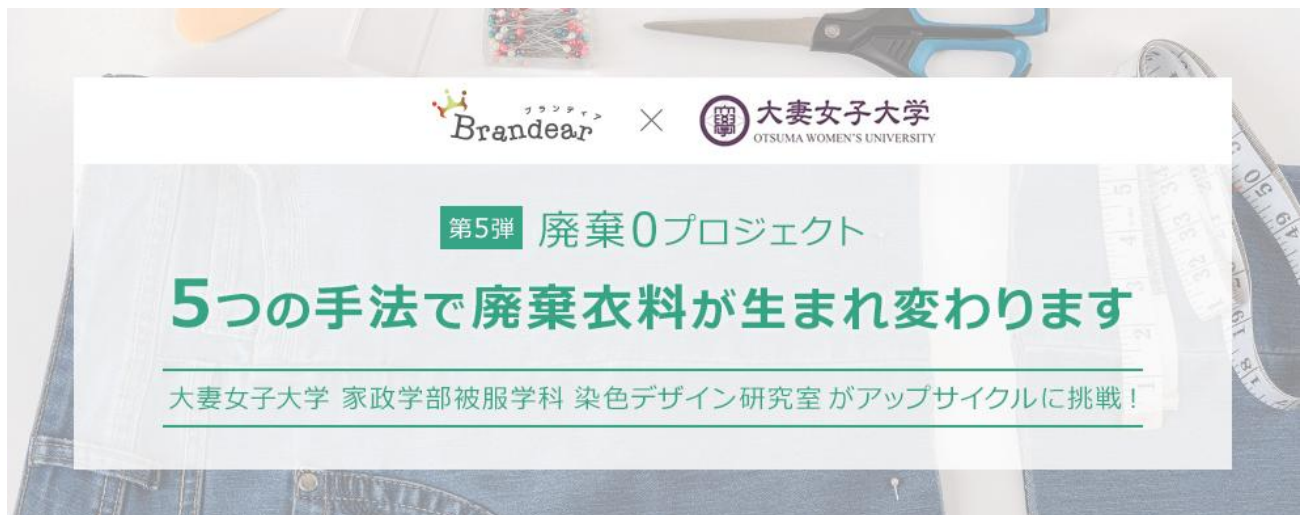 ブランディア
Brandear × 大妻女子大学
OTSUMA WOMEN'S UNIVERSITY
第5弾 廃棄0プロジェクト
5つの手法で廃棄衣料が生まれ変わります
大妻女子大学 家政学部被服学科 染色デザイン研究室 がアップサイクルに挑戦！